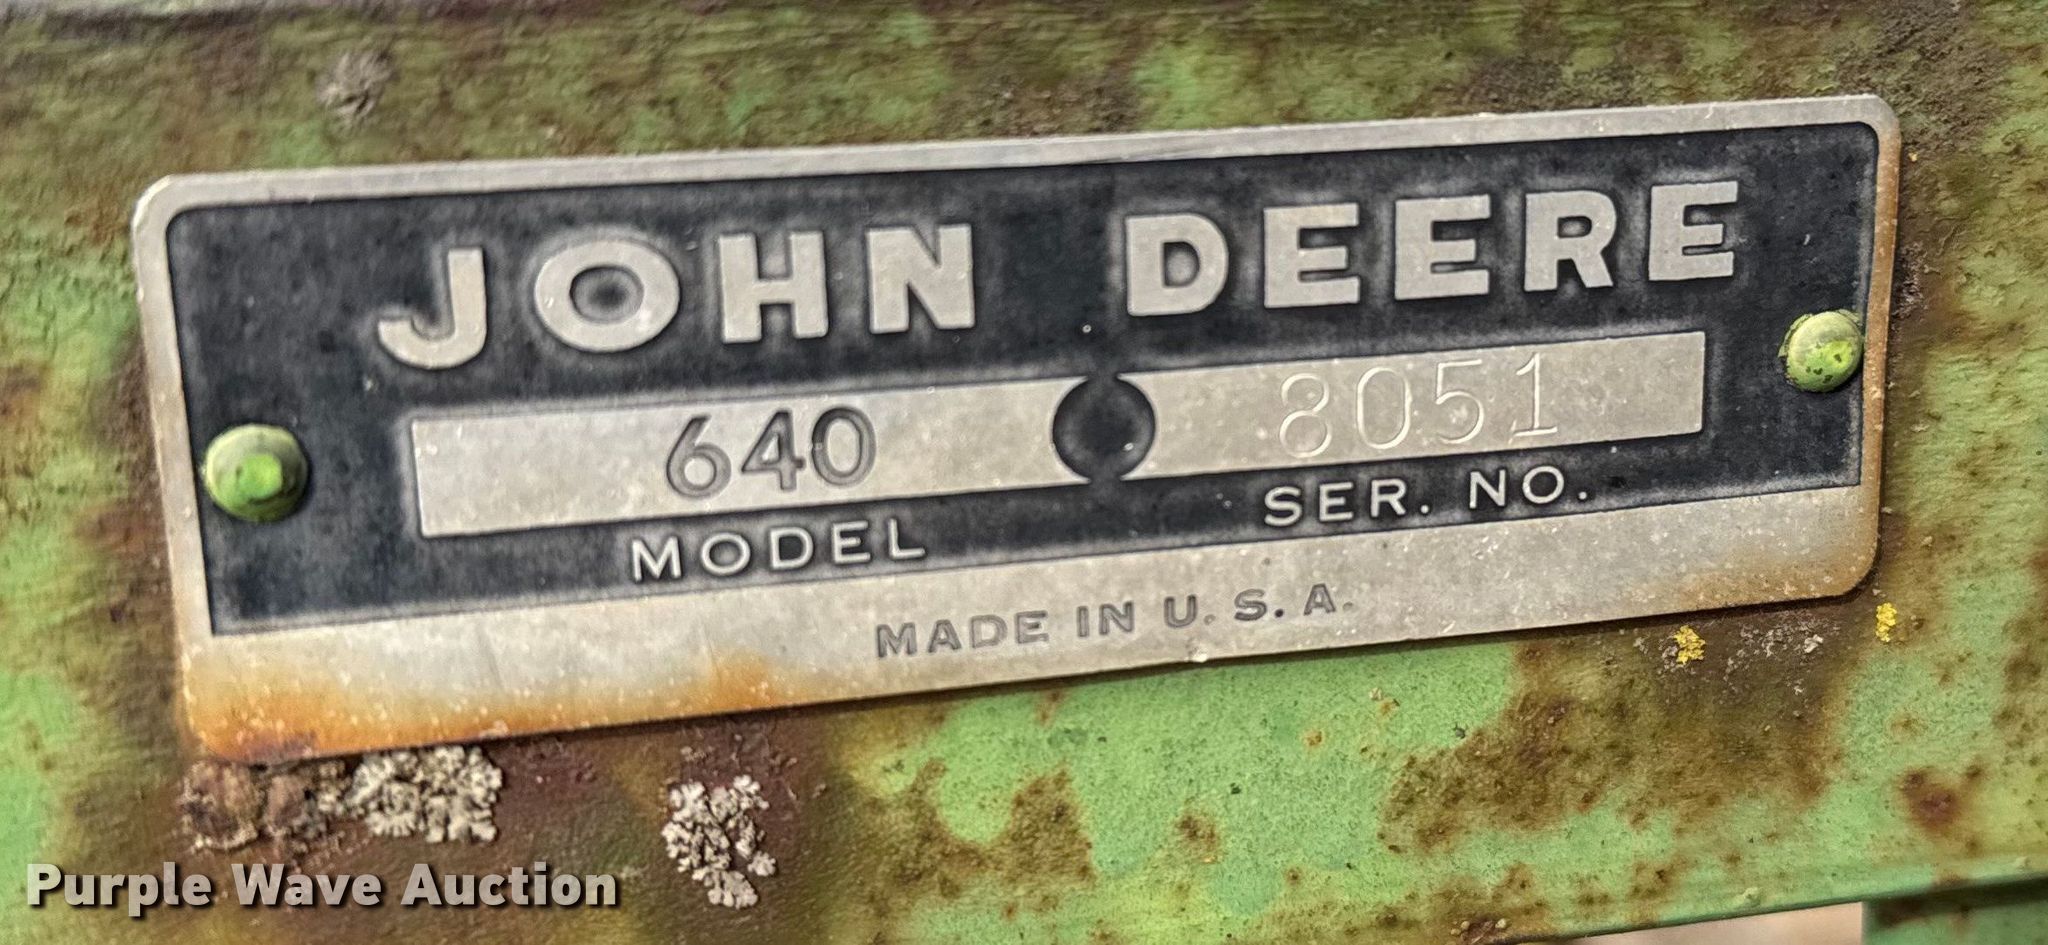 JOHN DEERE
640 8051
MODEL SER. NO.
MADE IN U.S.A.
Purple Wave Auction